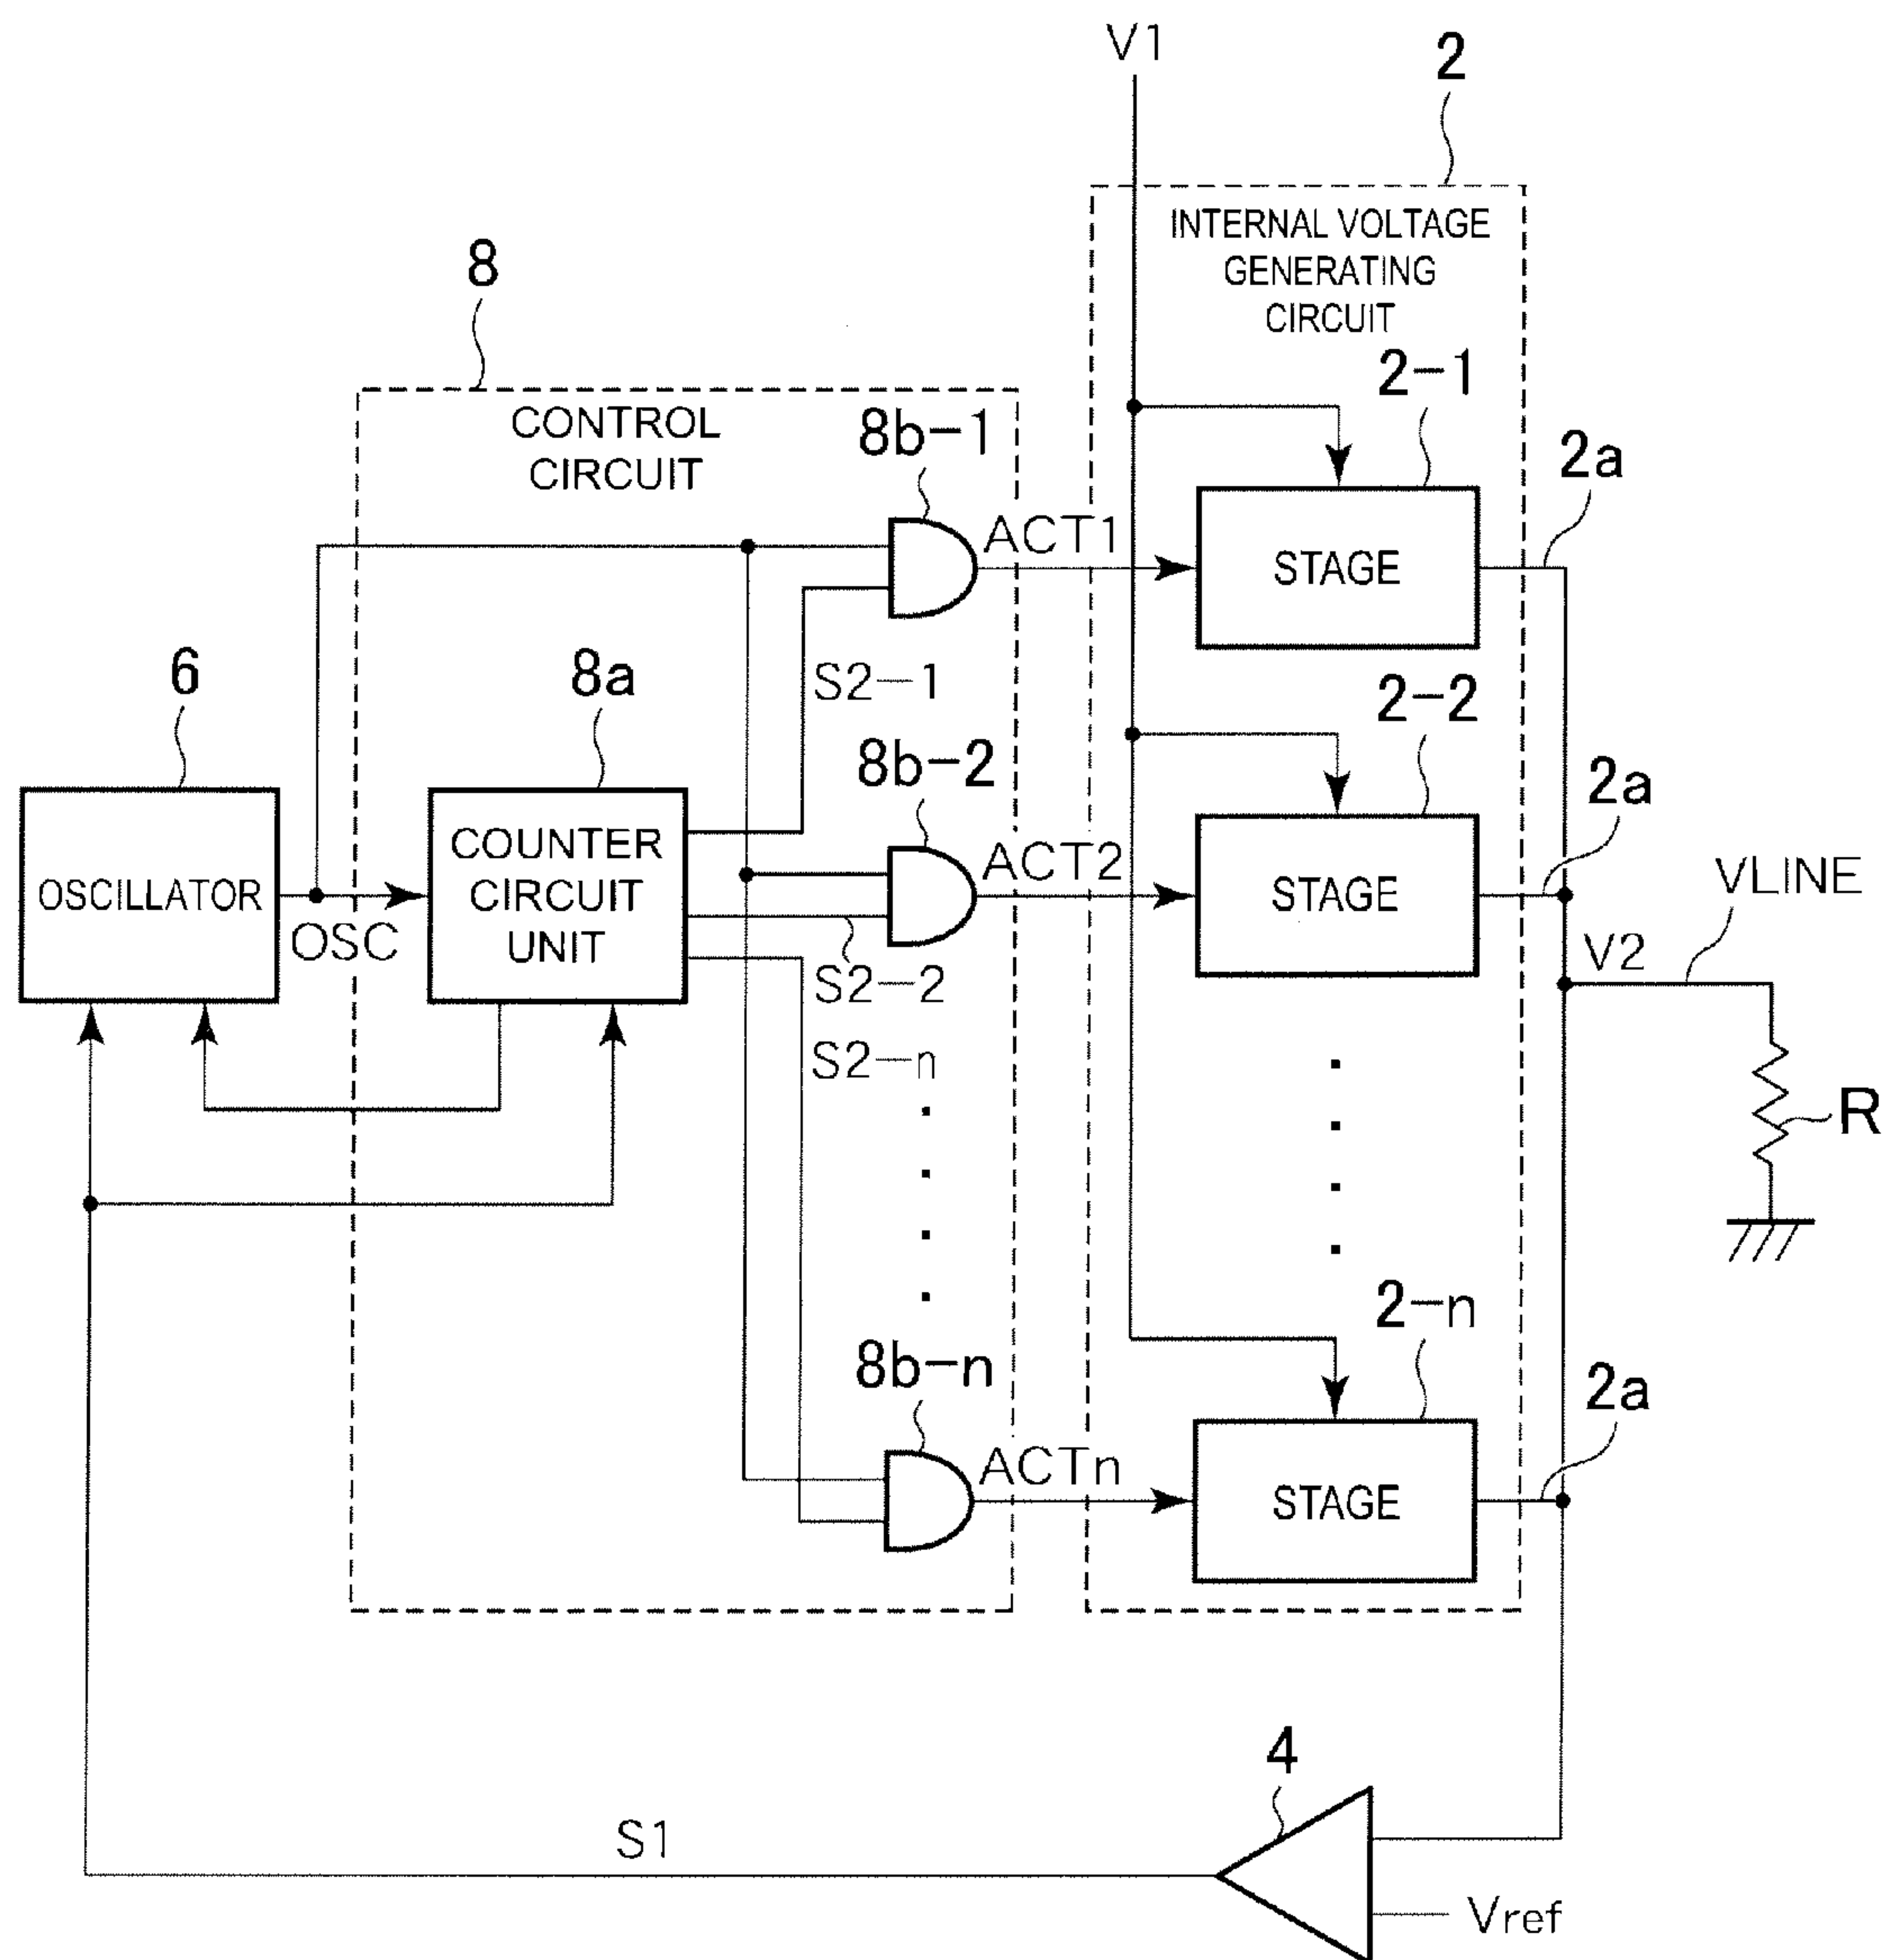 V1
2
INTERNAL VOLTAGE
GENERATING
CIRCUIT
8
CONTROL
CIRCUIT
8b-1
ACT1
2-1
STAGE
2a
S2-1
6
OSCILLATOR
OSC
8a
COUNTER
CIRCUIT
UNIT
8b-2
ACT2
2-2
STAGE
2a
VLINE
V2
S2-2
S2-n
R
8b-n
ACTn
2-n
STAGE
2a
4
S1
Vref